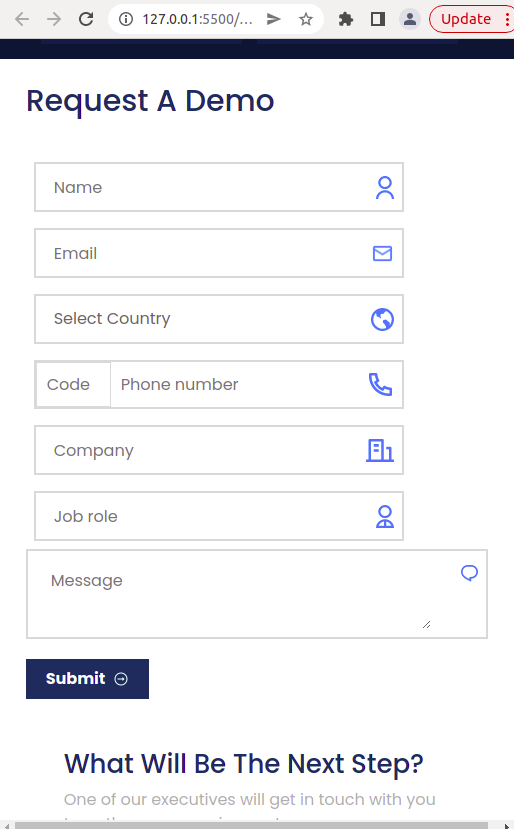 127.0.0.1:5500/...
Update
Request A Demo
Name
Email
Select Country
Code Phone number
Company
Job role
Message
Submit
What Will Be The Next Step?
One of our executives will get in touch with you